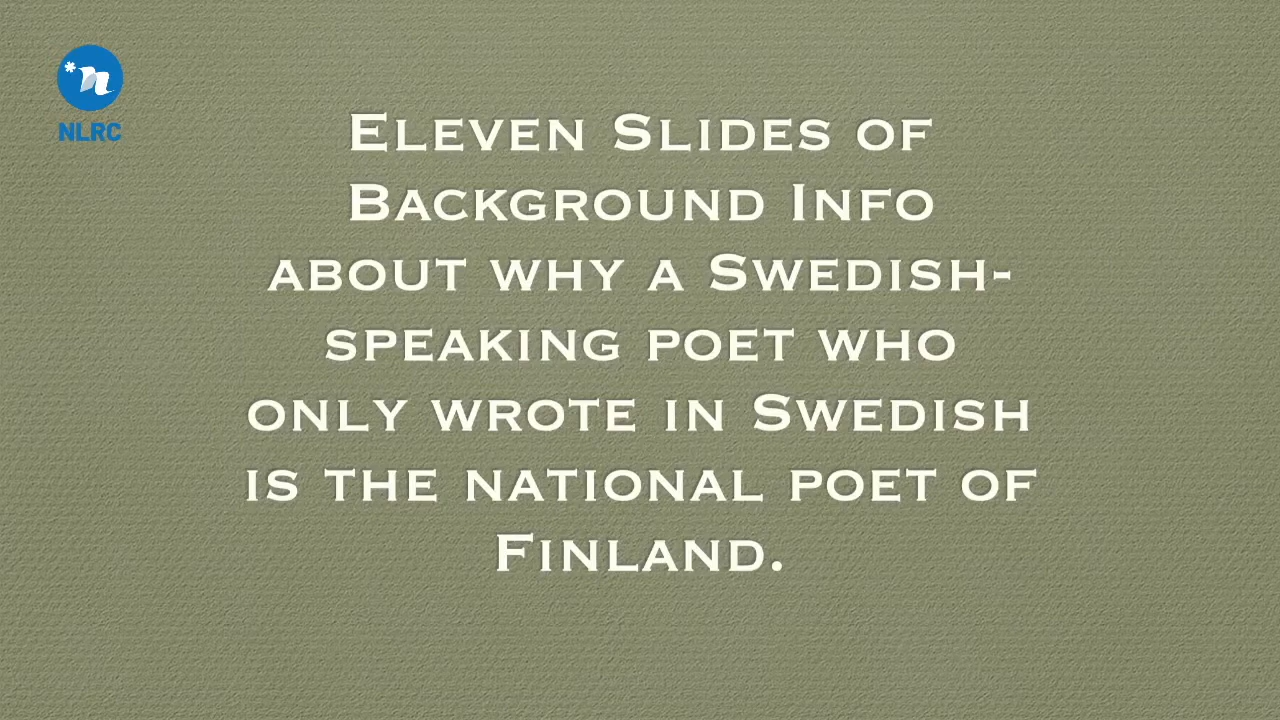 NLRC
Eleven Slides of
Background Info
about why a Swedish-
speaking poet who
only wrote in Swedish
is the national poet of
Finland.